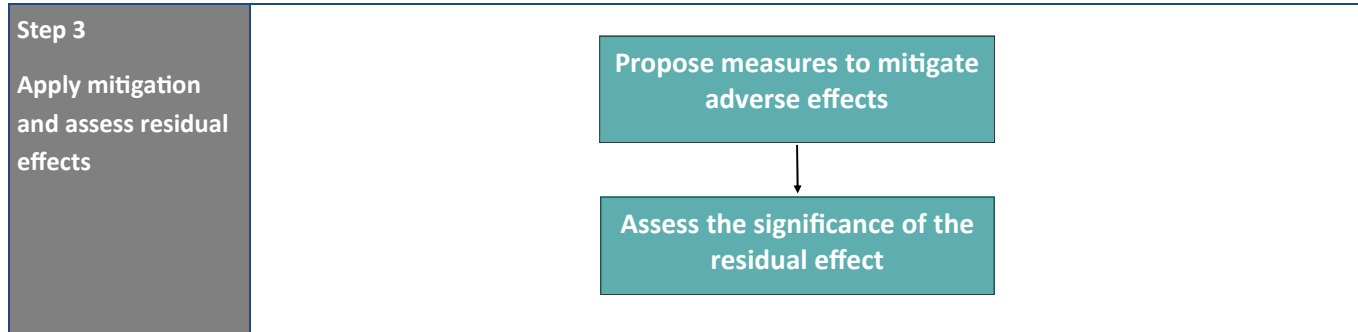 Step 3
Apply mitigation
and assess residual
effects
Propose measures to mitigate
adverse effects
Assess the significance of the
residual effect